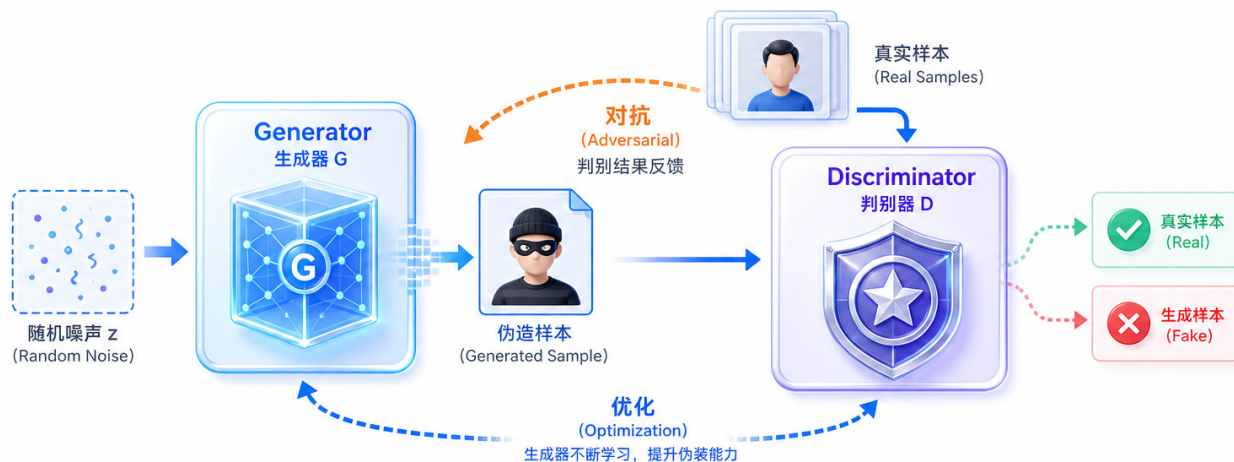 真实样本
(Real Samples)
对抗
(Adversarial)
判别结果反馈
Generator
生成器 G
G
Discriminator
判别器 D
真实样本
(Real)
生成样本
(Fake)
随机噪声 z
(Random Noise)
伪造样本
(Generated Sample)
优化
(Optimization)
生成器不断学习，提升伪装能力